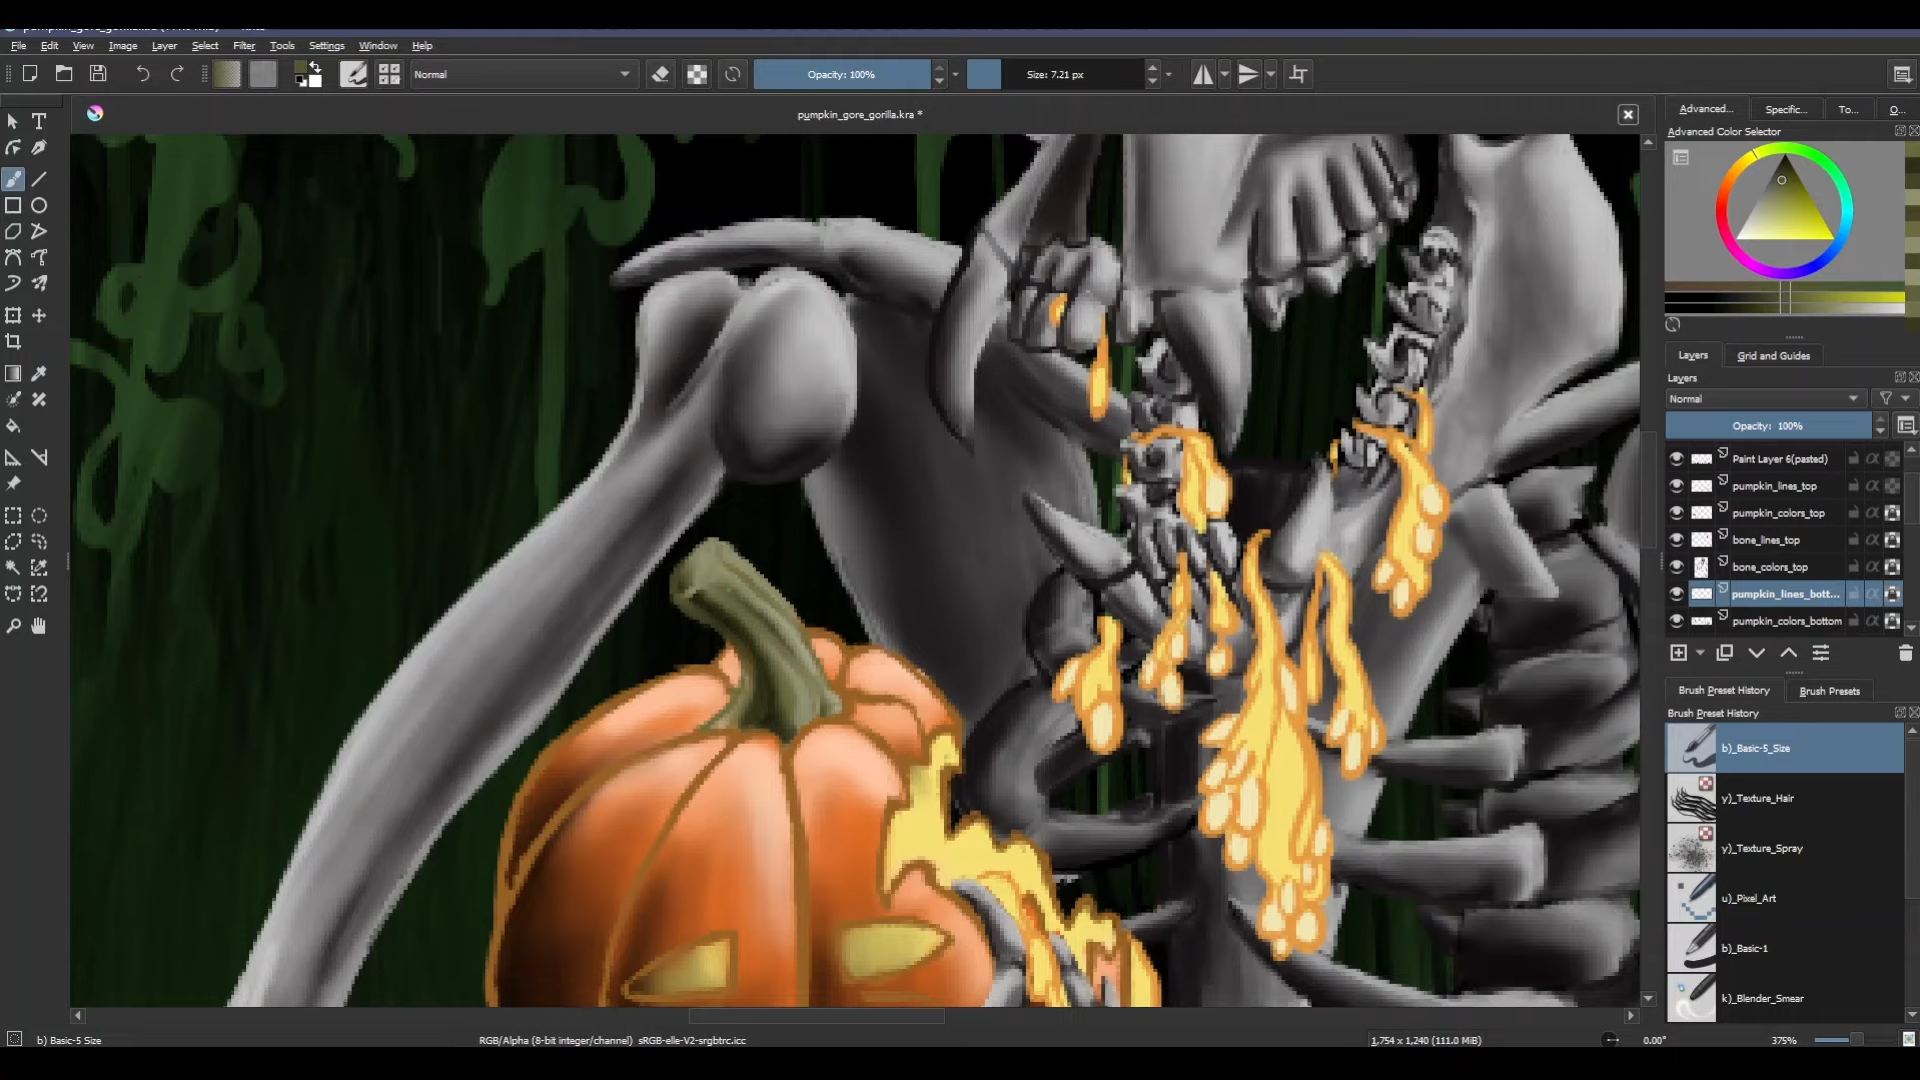 File Edit View Image Layer Select Filter Tools Settings Window Help
Normal
Opacity: 100%
Size: 7.21 px
pumpkin_gore_gorilla.kra *
Advanced... Specific... To... O...
Advanced Color Selector
Layers Grid and Guides
Layers
Normal
Opacity: 100%
Paint Layer 6(pasted)
pumpkin_lines_top
pumpkin_colors_top
bone_lines_top
bone_colors_top
pumpkin_lines_bott...
pumpkin_colors_bottom
Brush Preset History Brush Presets
Brush Preset History
b)_Basic-5_Size
y)_Texture_Hair
y)_Texture_Spray
u)_Pixel_Art
b)_Basic-1
k)_Blender_Smear
b) Basic-5 Size
RGB/Alpha (8-bit integer/channel) sRGB-elle-V2-srgbtrc.icc
1,754 x 1,240 (111.0 MiB)
0.00°
375%